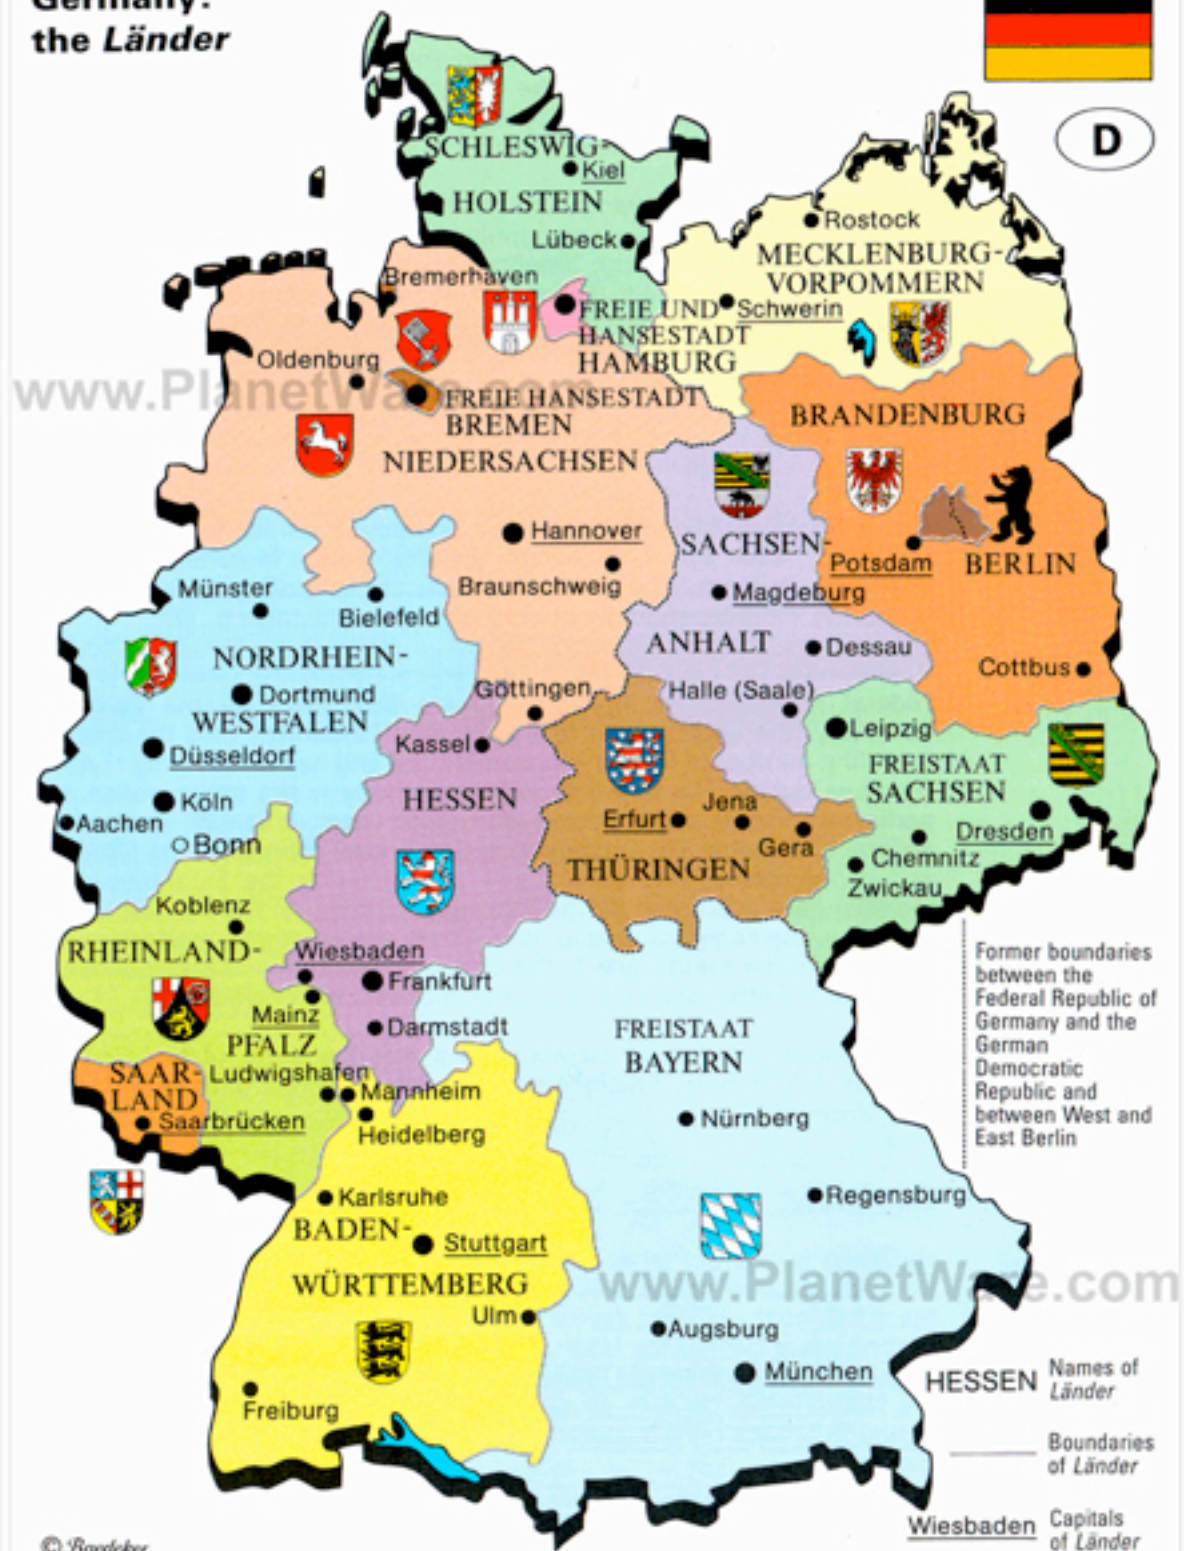 Germany:
the Länder
D
SCHLESWIG-
Kiel
HOLSTEIN
Lübeck
Rostock
MECKLENBURG-
VORPOMMERN
Schwerin
Bremerhaven
FREIE UND
HANSESTADT
HAMBURG
Oldenburg
www.PlanetWare.com
FREIE HANSESTADT
BREMEN
NIEDERSACHSEN
BRANDENBURG
Hannover
Braunschweig
SACHSEN-
Potsdam
BERLIN
Magdeburg
Münster
Bielefeld
ANHALT
Dessau
NORDRHEIN-
Cottbus
Dortmund
WESTFALEN
Göttingen
Halle (Saale)
Düsseldorf
Kassel
Leipzig
FREISTAAT
SACHSEN
HESSEN
Köln
Aachen
Bonn
Erfurt
Jena
Gera
THÜRINGEN
Dresden
Chemnitz
Zwickau
Koblenz
RHEINLAND-
Wiesbaden
Frankfurt
Mainz
Darmstadt
PFALZ
FREISTAAT
BAYERN
Former boundaries
between the
Federal Republic of
Germany and the
German
Democratic
Republic and
between West and
East Berlin
SAAR-
LAND
Ludwigshafen
Mannheim
Saarbrücken
Heidelberg
Nürnberg
Karlsruhe
Regensburg
BADEN-
Stuttgart
WÜRTTEMBERG
www.PlanetWare.com
Ulm
Augsburg
München
Freiburg
HESSEN Names of
Länder
Boundaries
of Länder
Wiesbaden Capitals
of Länder
© Baedeker